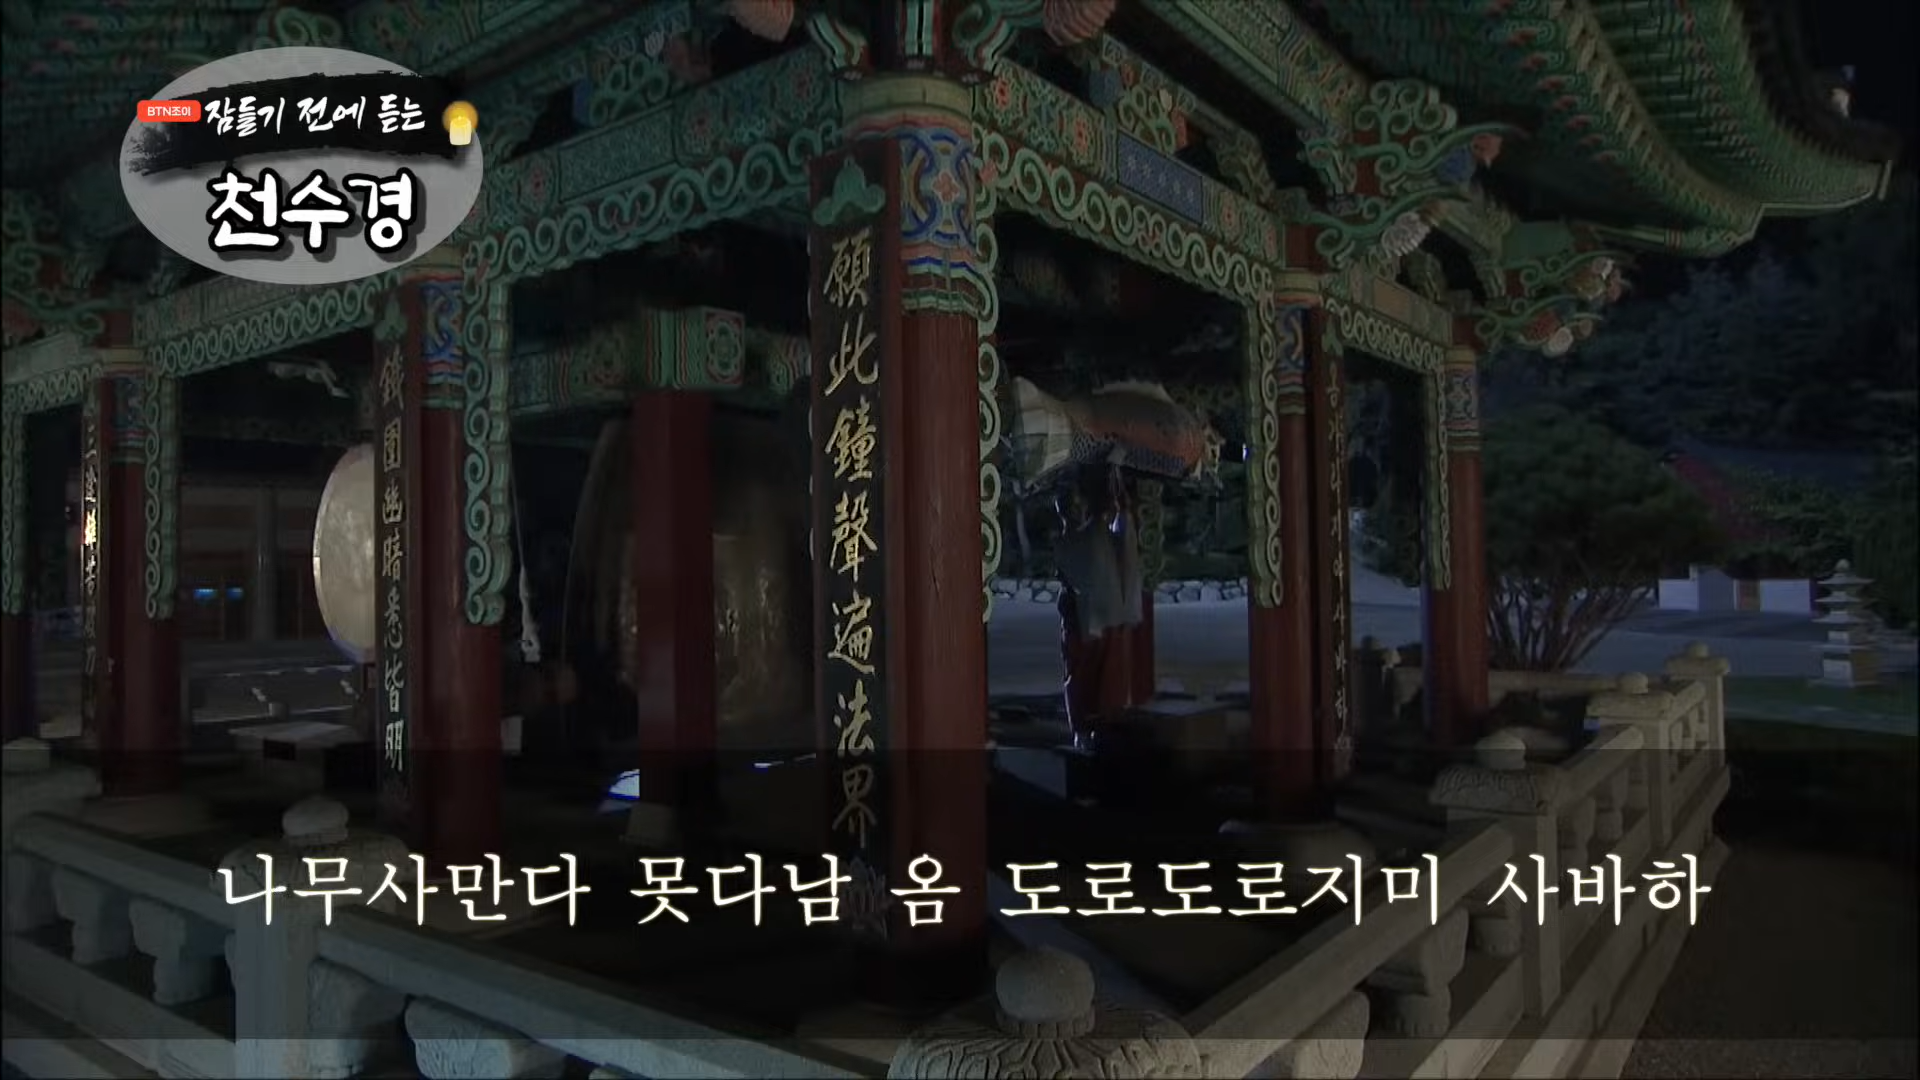 BTN조이 잠들기 전에 듣는
천수경
願此鐘聲遍法界
鐵圍幽暗悉皆明
나무사만다 못다남 옴 도로도로지미 사바하